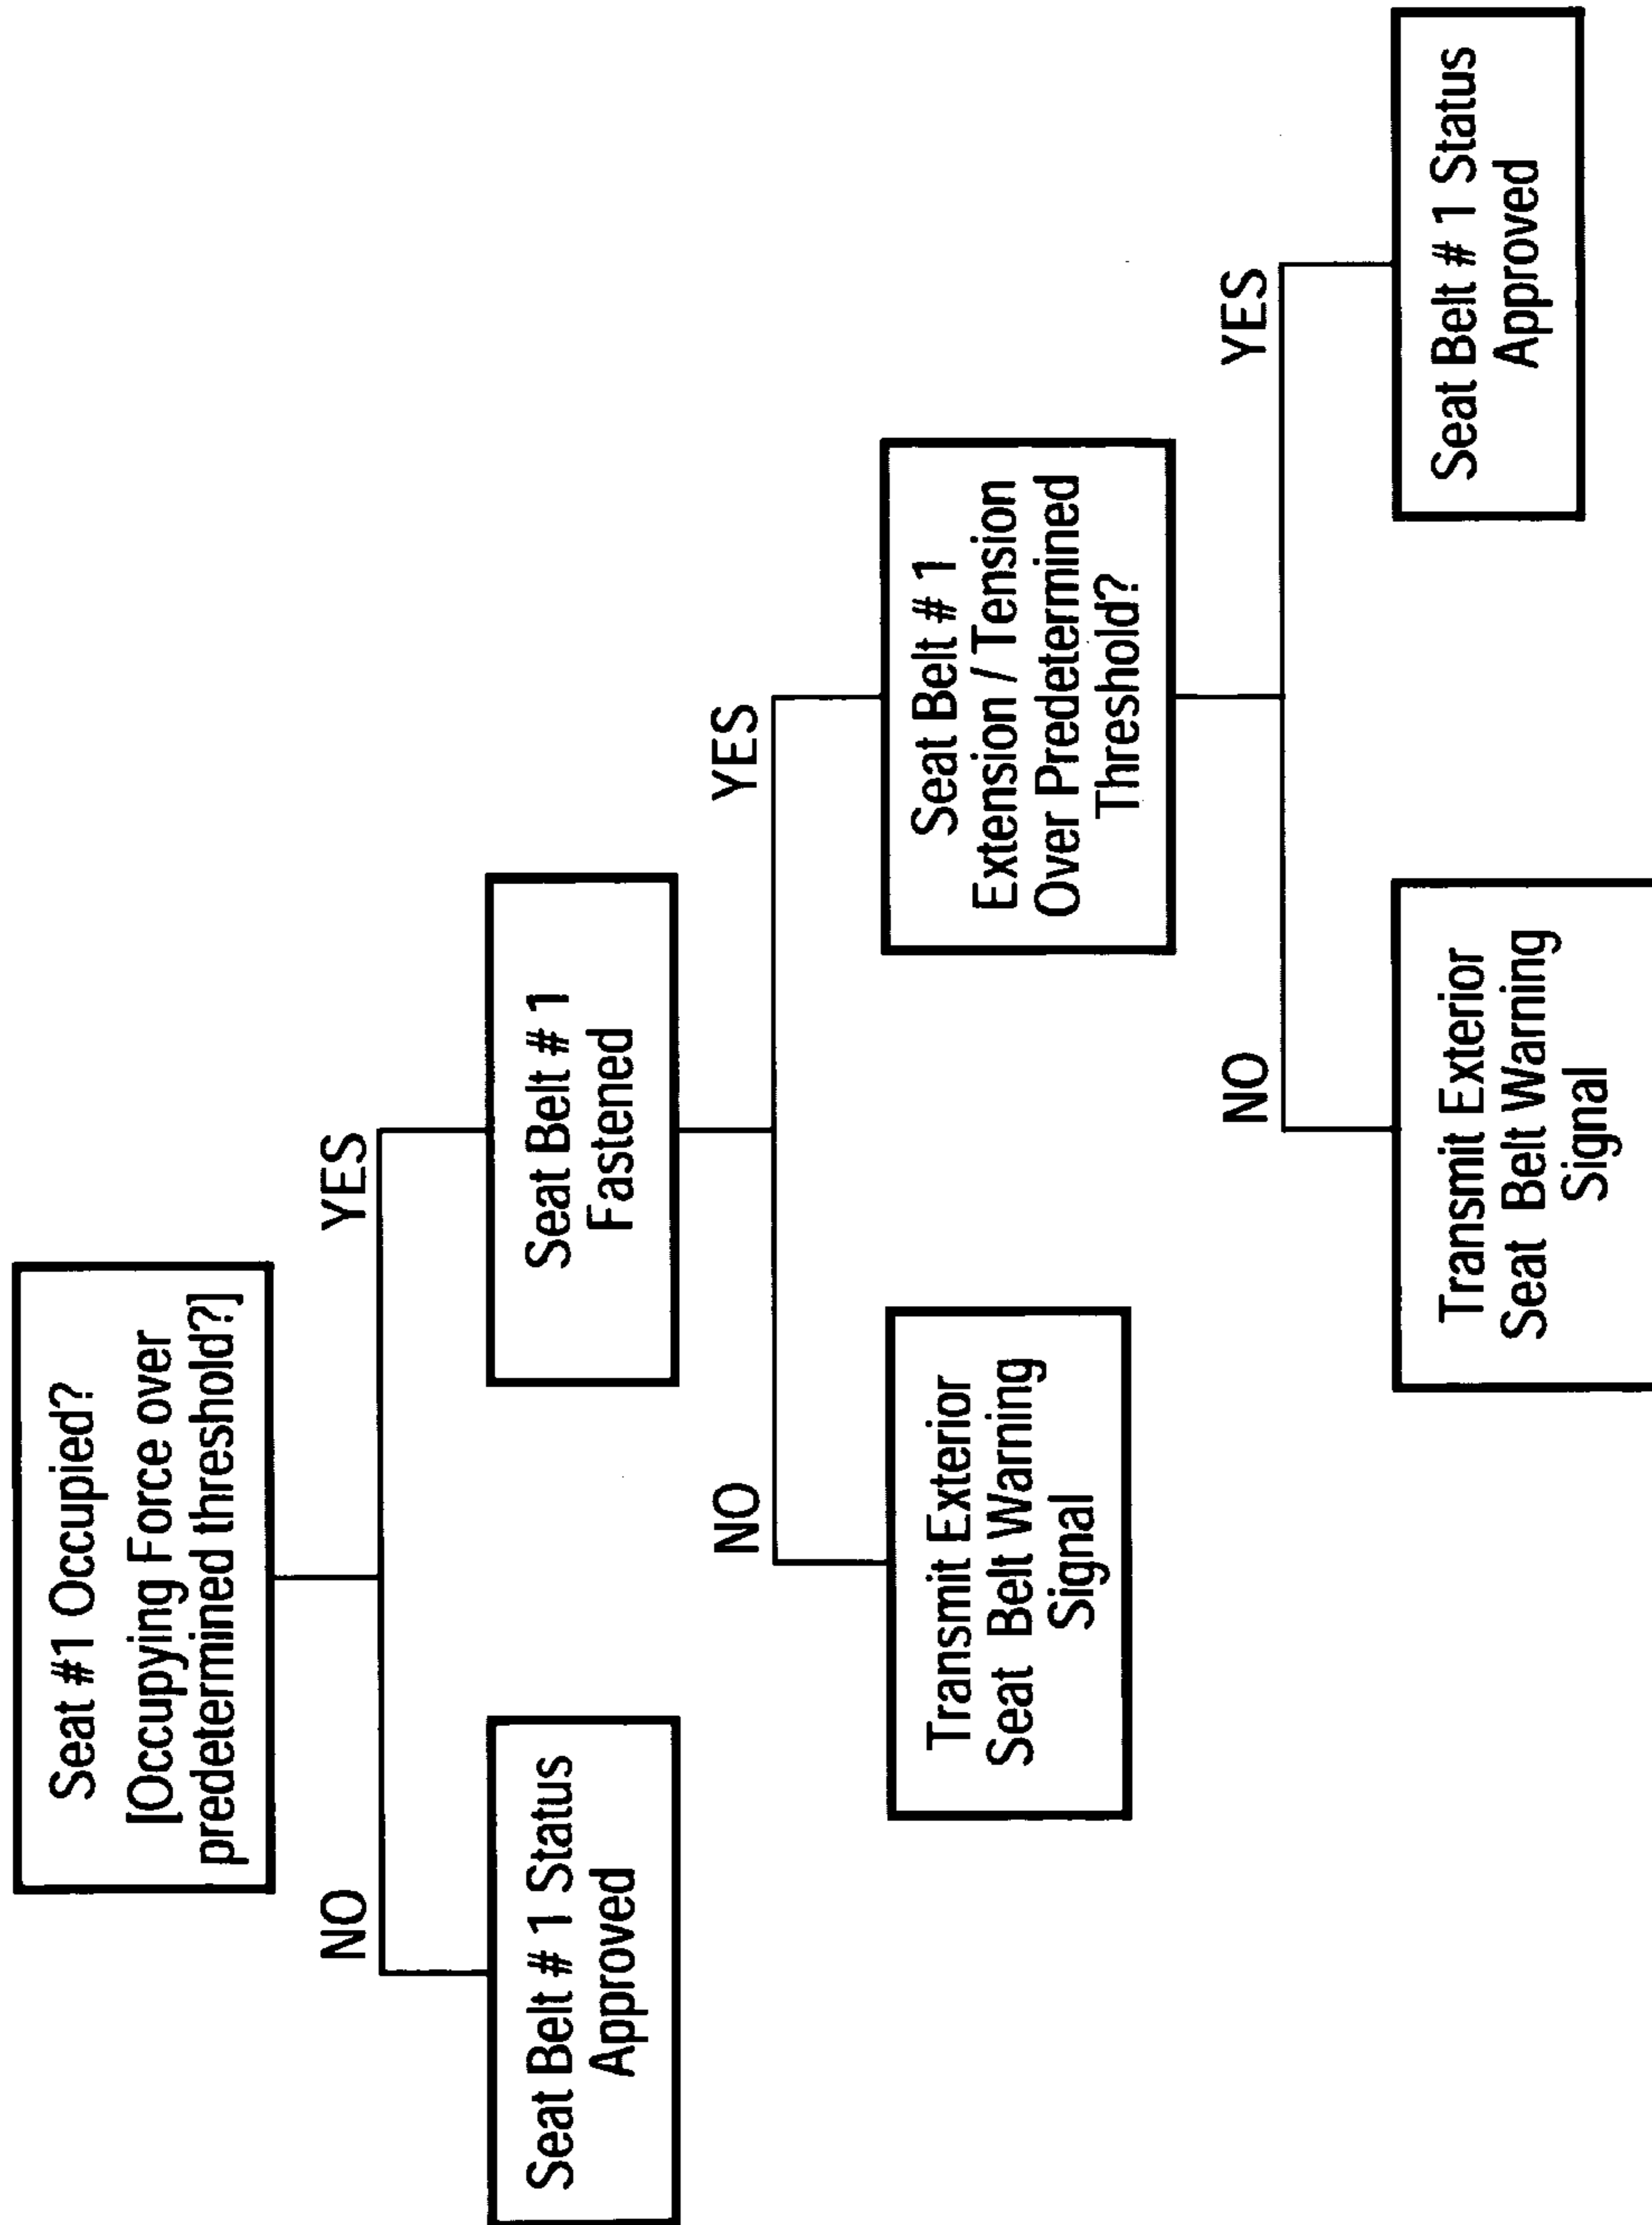 Seat #1 Occupied?
[Occupying Force over
predetermined threshold?]
NO
YES
Seat Belt # 1 Status
Approved
Seat Belt # 1
Fastened
NO
YES
Transmit Exterior
Seat Belt Warning
Signal
Seat Belt # 1
Extension / Tension
Over Predetermined
Threshold?
NO
YES
Transmit Exterior
Seat Belt Warning
Signal
Seat Belt # 1 Status
Approved